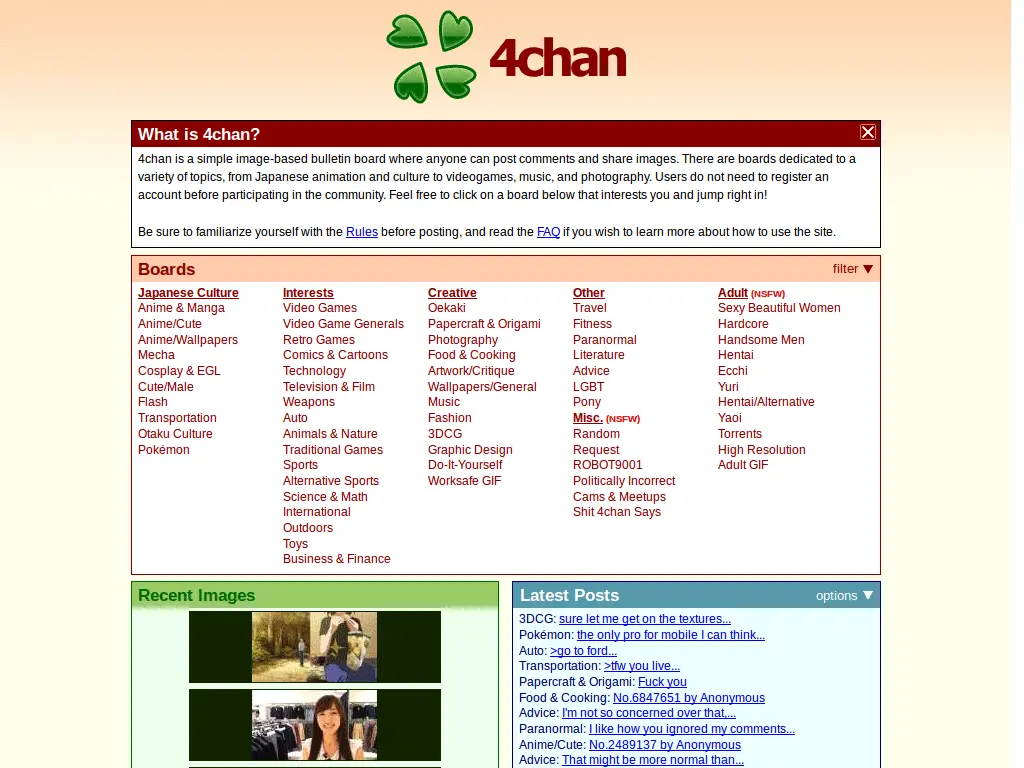 4chan
What is 4chan?
4chan is a simple image-based bulletin board where anyone can post comments and share images. There are boards dedicated to a
variety of topics, from Japanese animation and culture to videogames, music, and photography. Users do not need to register an
account before participating in the community. Feel free to click on a board below that interests you and jump right in!
Be sure to familiarize yourself with the Rules before posting, and read the FAQ if you wish to learn more about how to use the site.
Boards
filter ▼
Japanese Culture
Anime & Manga
Anime/Cute
Anime/Wallpapers
Mecha
Cosplay & EGL
Cute/Male
Flash
Transportation
Otaku Culture
Pokémon
Interests
Video Games
Video Game Generals
Retro Games
Comics & Cartoons
Technology
Television & Film
Weapons
Auto
Animals & Nature
Traditional Games
Sports
Alternative Sports
Science & Math
International
Outdoors
Toys
Business & Finance
Creative
Oekaki
Papercraft & Origami
Photography
Food & Cooking
Artwork/Critique
Wallpapers/General
Music
Fashion
3DCG
Graphic Design
Do-It-Yourself
Worksafe GIF
Other
Travel
Fitness
Paranormal
Literature
Advice
LGBT
Pony
Misc. (NSFW)
Random
Request
ROBOT9001
Politically Incorrect
Cams & Meetups
Shit 4chan Says
Adult (NSFW)
Sexy Beautiful Women
Hardcore
Handsome Men
Hentai
Ecchi
Yuri
Hentai/Alternative
Yaoi
Torrents
High Resolution
Adult GIF
Recent Images
Latest Posts
options ▼
3DCG: sure let me get on the textures...
Pokémon: the only pro for mobile I can think...
Auto: >go to ford...
Transportation: >tfw you live...
Papercraft & Origami: Fuck you
Food & Cooking: No.6847651 by Anonymous
Advice: I'm not so concerned over that,...
Paranormal: I like how you ignored my comments...
Anime/Cute: No.2489137 by Anonymous
Advice: That might be more normal than...